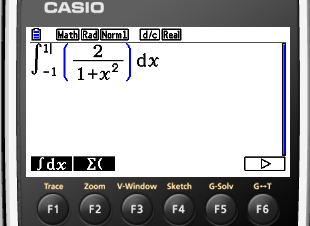 CASIO
Math Rad Norm1 d/c Real
∫₋₁¹ (2/(1+x²)) dx
∫dx Σ( ▷
Trace Zoom V-Window Sketch G-Solv G↔T
F1 F2 F3 F4 F5 F6